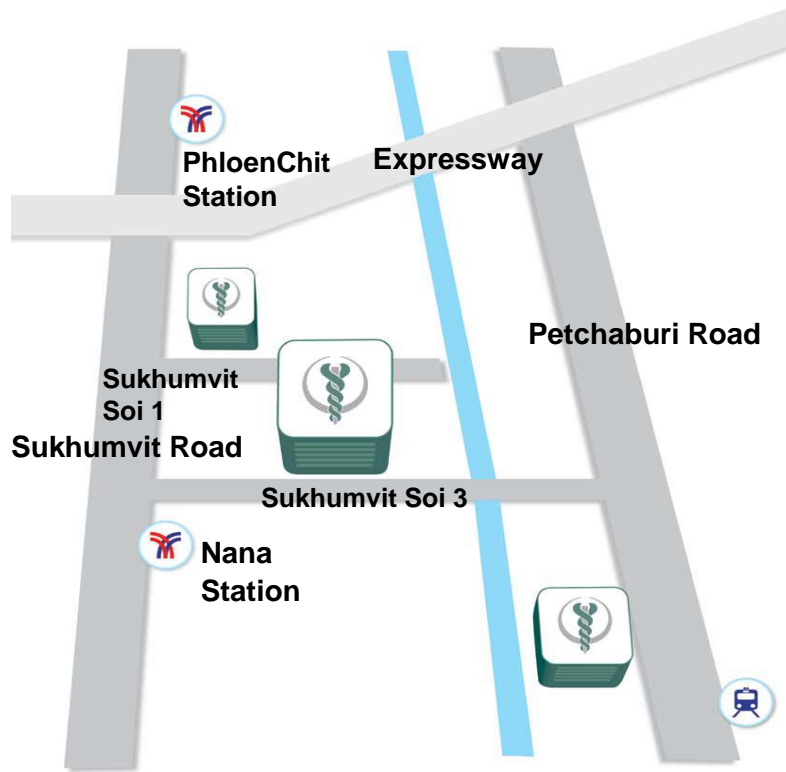 PhloenChit
Station
Expressway
Petchaburi Road
Sukhumvit
Soi 1
Sukhumvit Road
Sukhumvit Soi 3
Nana
Station